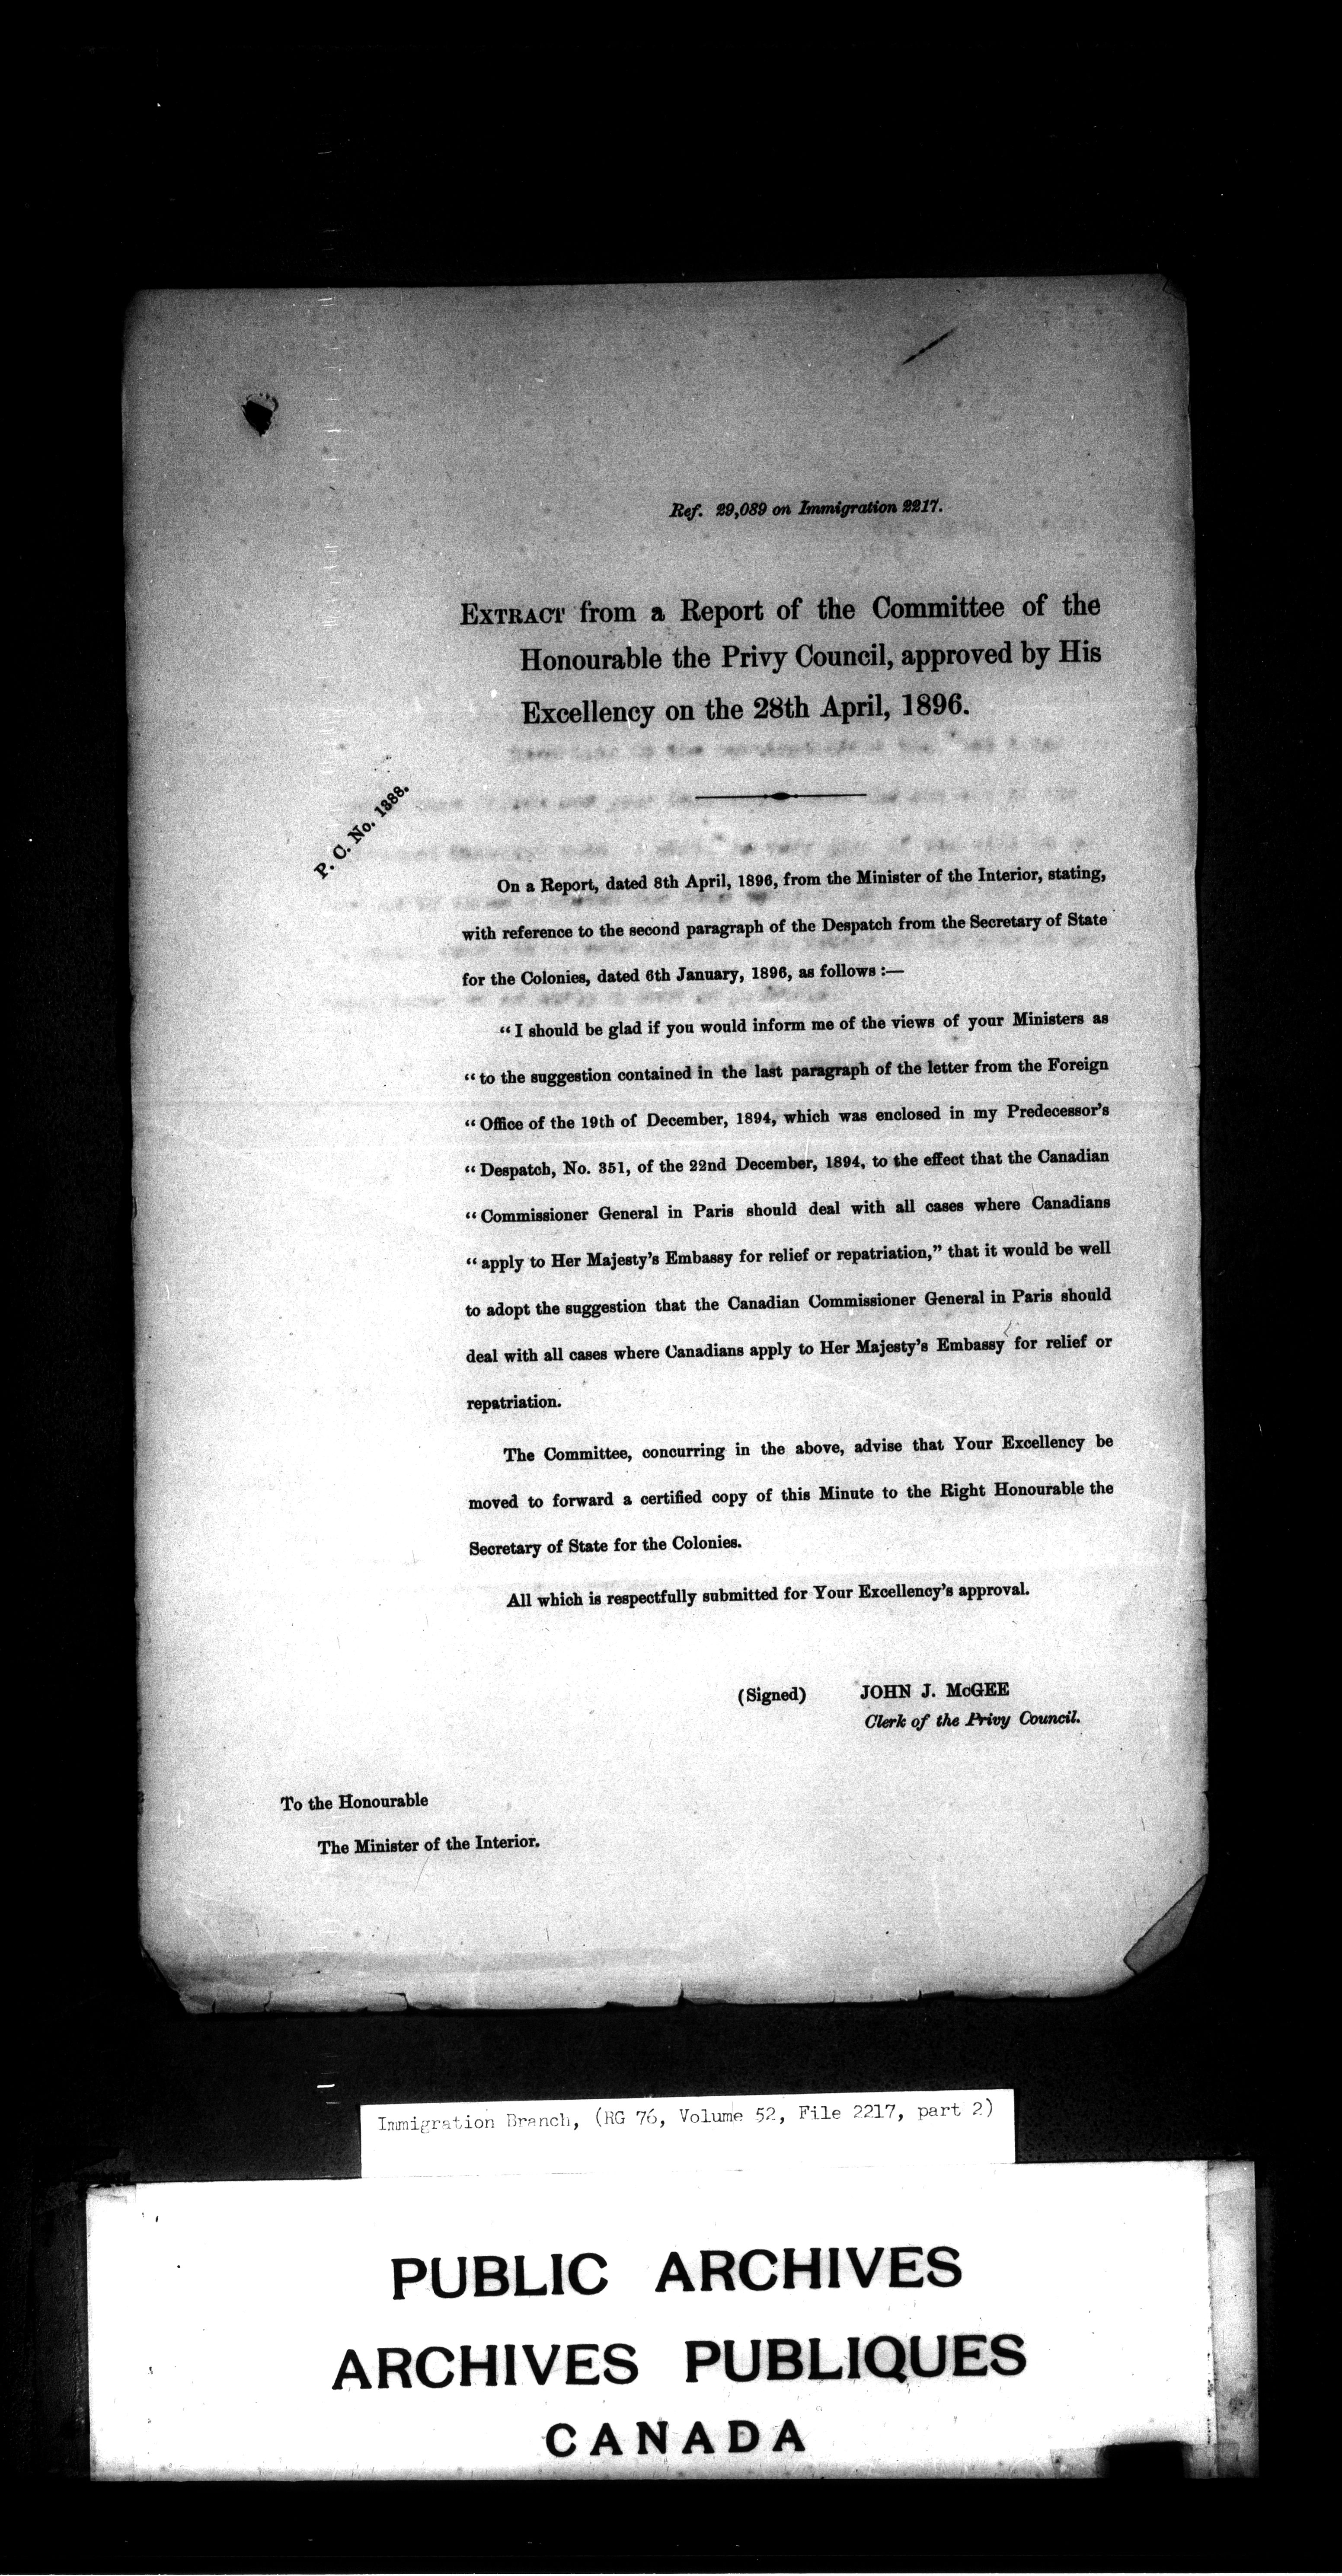 Ref. 29,089 on Immigration 2217.
EXTRACT from a Report of the Committee of the
Honourable the Privy Council, approved by His
Excellency on the 28th April, 1896.
P. C. No. 1388.
On a Report, dated 8th April, 1896, from the Minister of the Interior, stating,
with reference to the second paragraph of the Despatch from the Secretary of State
for the Colonies, dated 6th January, 1896, as follows :—
“ I should be glad if you would inform me of the views of your Ministers as
“ to the suggestion contained in the last paragraph of the letter from the Foreign
“ Office of the 19th of December, 1894, which was enclosed in my Predecessor's
“ Despatch, No. 351, of the 22nd December, 1894, to the effect that the Canadian
“ Commissioner General in Paris should deal with all cases where Canadians
“ apply to Her Majesty's Embassy for relief or repatriation,” that it would be well
to adopt the suggestion that the Canadian Commissioner General in Paris should
deal with all cases where Canadians apply to Her Majesty's Embassy for relief or
repatriation.
The Committee, concurring in the above, advise that Your Excellency be
moved to forward a certified copy of this Minute to the Right Honourable the
Secretary of State for the Colonies.
All which is respectfully submitted for Your Excellency's approval.
(Signed) JOHN J. McGEE
Clerk of the Privy Council.
To the Honourable
The Minister of the Interior.
Immigration Branch, (RG 76, Volume 52, File 2217, part 2)
PUBLIC ARCHIVES
ARCHIVES PUBLIQUES
CANADA